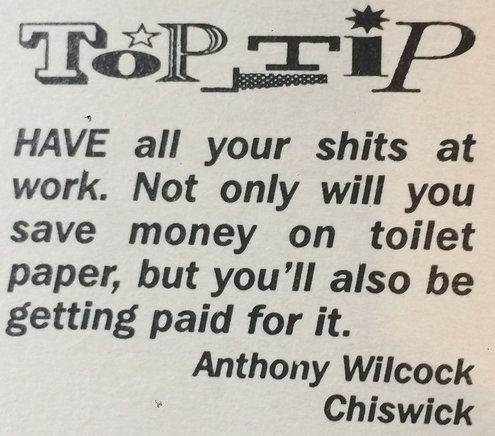 TOP TIP
HAVE all your shits at
work. Not only will you
save money on toilet
paper, but you'll also be
getting paid for it.
Anthony Wilcock
Chiswick